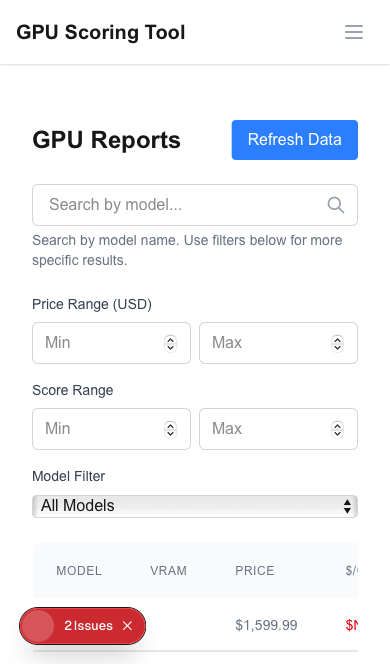 GPU Scoring Tool
GPU Reports
Refresh Data
Search by model...
Search by model name. Use filters below for more
specific results.
Price Range (USD)
Min
Max
Score Range
Min
Max
Model Filter
All Models
MODEL VRAM PRICE $/
2 Issues
$1,599.99 $N